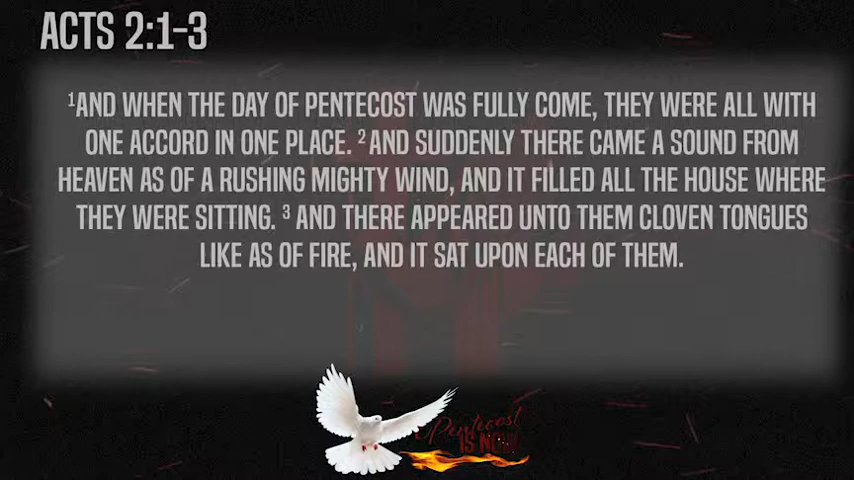 ACTS 2:1-3
¹AND WHEN THE DAY OF PENTECOST WAS FULLY COME, THEY WERE ALL WITH
ONE ACCORD IN ONE PLACE. ² AND SUDDENLY THERE CAME A SOUND FROM
HEAVEN AS OF A RUSHING MIGHTY WIND, AND IT FILLED ALL THE HOUSE WHERE
THEY WERE SITTING. ³ AND THERE APPEARED UNTO THEM CLOVEN TONGUES
LIKE AS OF FIRE, AND IT SAT UPON EACH OF THEM.
Pentecost
IS NOW